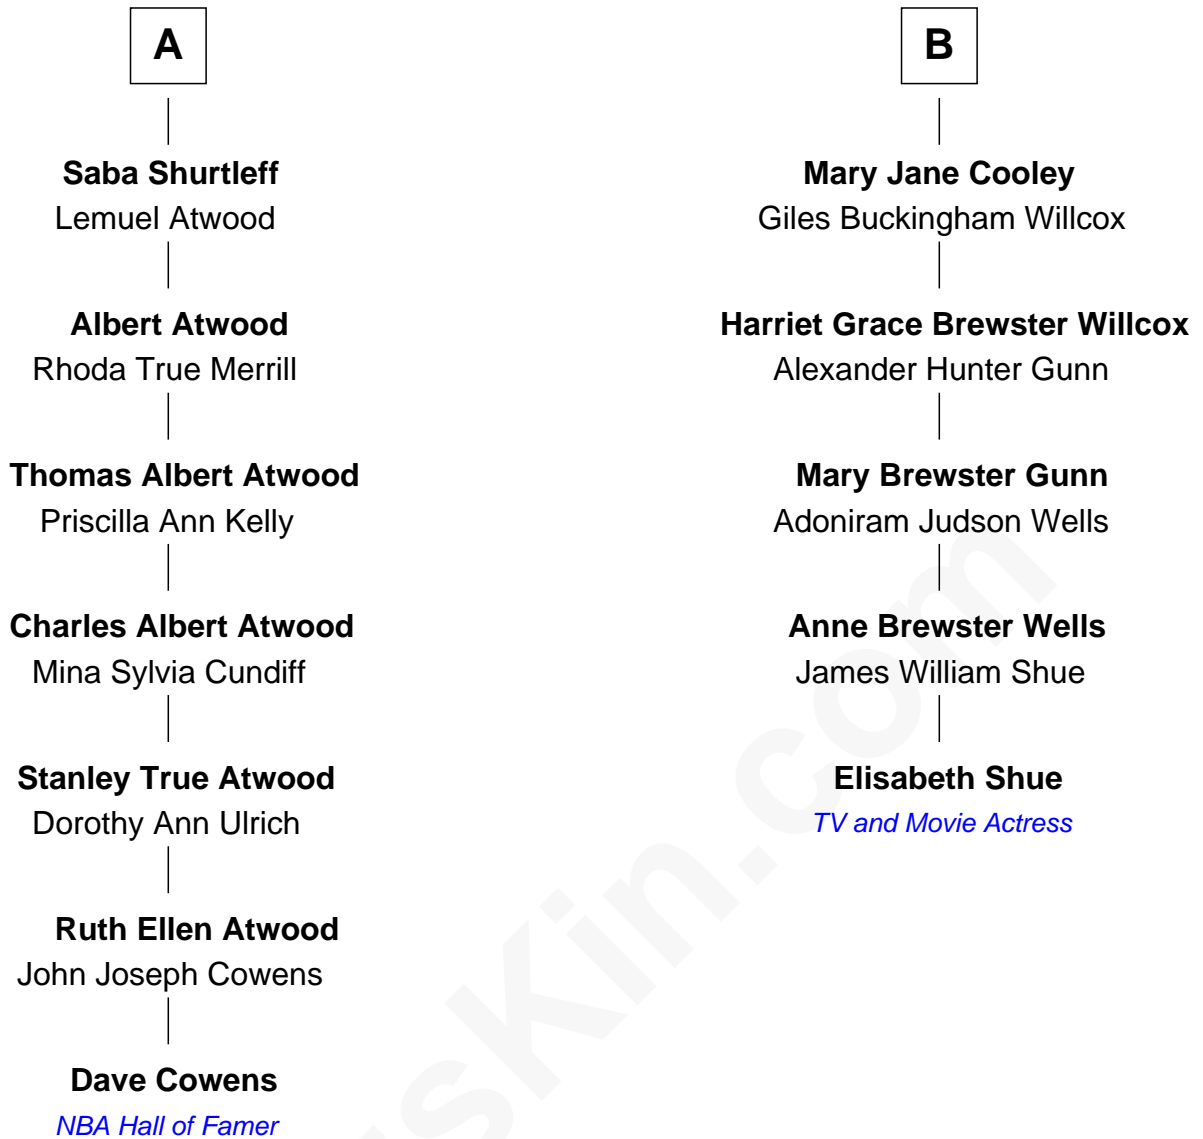 A
Saba Shurtleff
Lemuel Atwood
Albert Atwood
Rhoda True Merrill
Thomas Albert Atwood
Priscilla Ann Kelly
Charles Albert Atwood
Mina Sylvia Cundiff
Stanley True Atwood
Dorothy Ann Ulrich
Ruth Ellen Atwood
John Joseph Cowens
Dave Cowens
NBA Hall of Famer
B
Mary Jane Cooley
Giles Buckingham Willcox
Harriet Grace Brewster Willcox
Alexander Hunter Gunn
Mary Brewster Gunn
Adoniram Judson Wells
Anne Brewster Wells
James William Shue
Elisabeth Shue
TV and Movie Actress